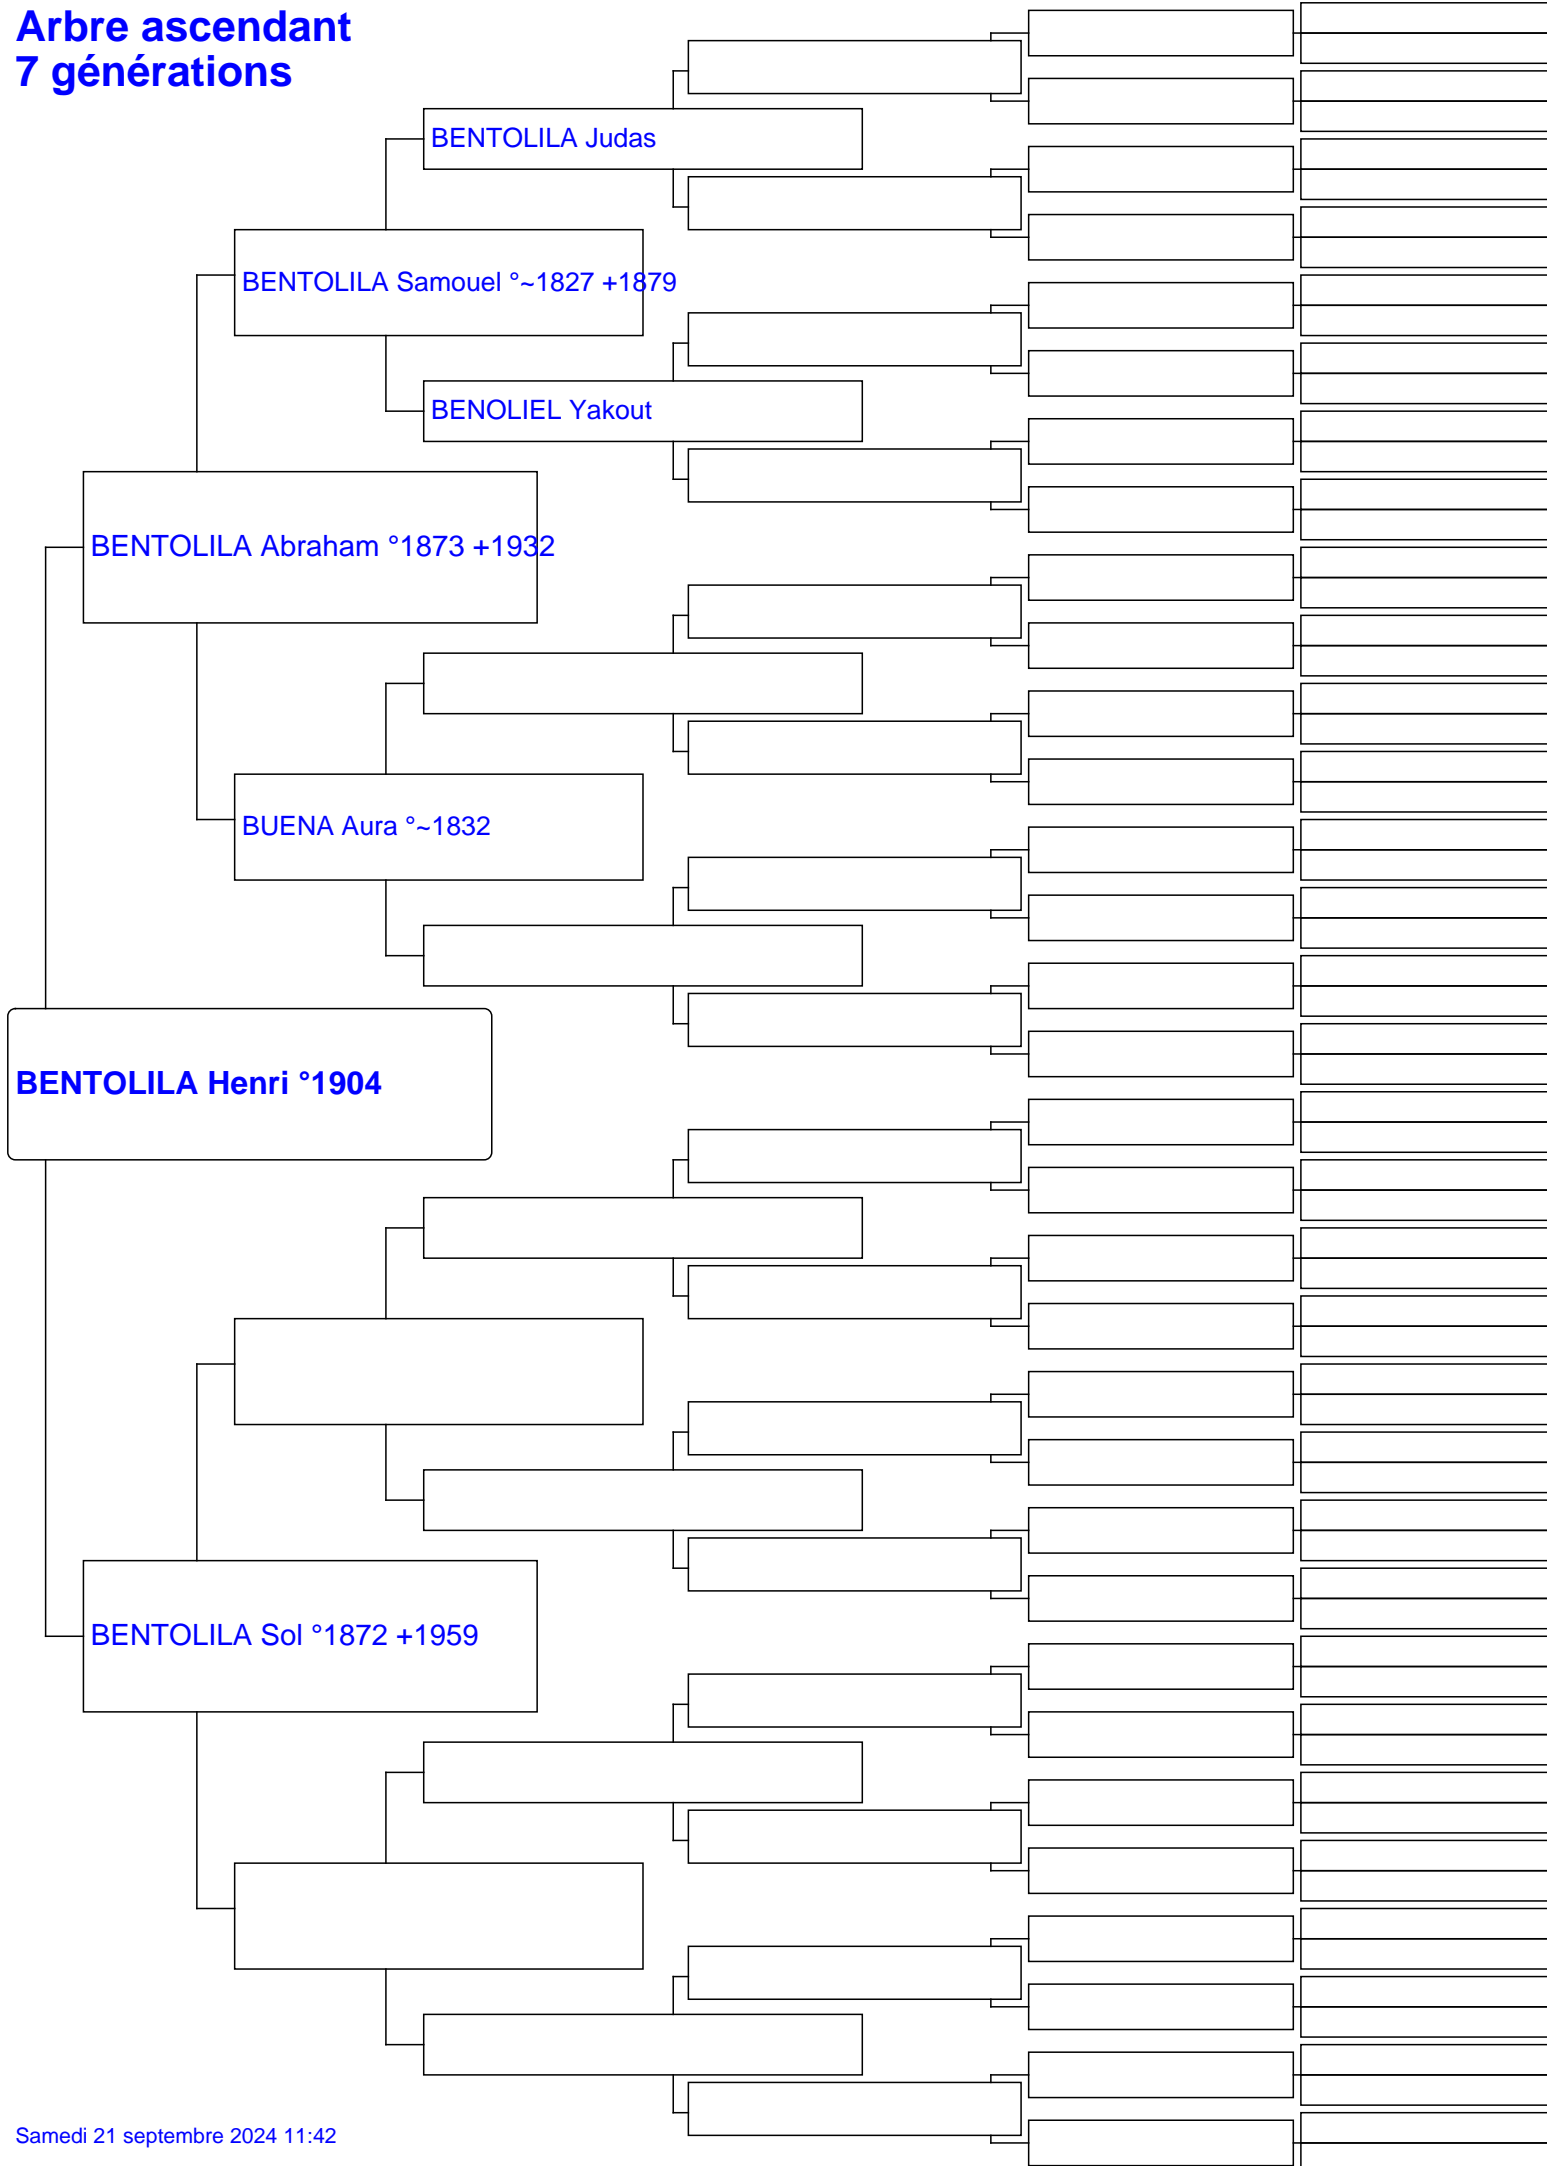 Arbre ascendant
7 générations
BENTOLILA Judas
BENTOLILA Samouel °~1827 +1879
BENOLIEL Yakout
BENTOLILA Abraham °1873 +1932
BUENA Aura °~1832
BENTOLILA Henri °1904
BENTOLILA Sol °1872 +1959
Samedi 21 septembre 2024 11:42